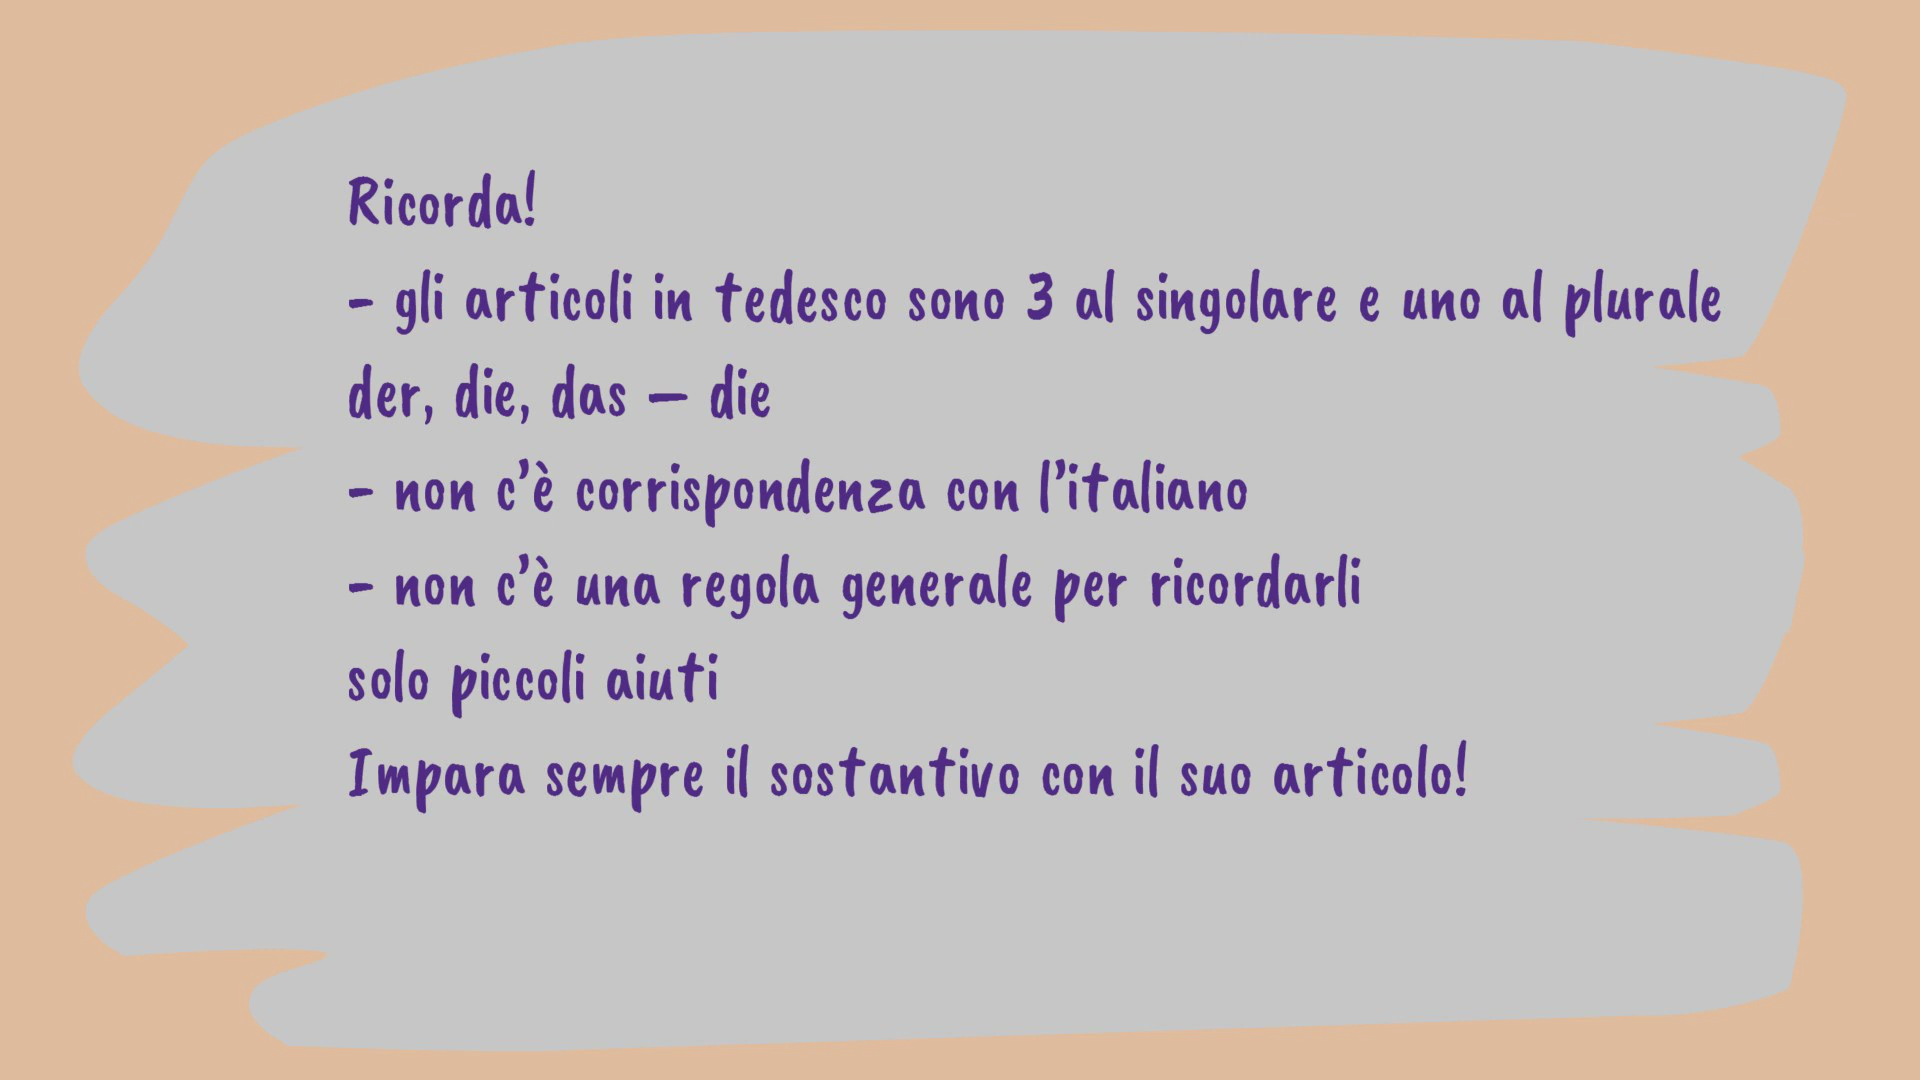 Ricorda!
- gli articoli in tedesco sono 3 al singolare e uno al plurale
der, die, das – die
- non c’è corrispondenza con l’italiano
- non c’è una regola generale per ricordarli
solo piccoli aiuti
Impara sempre il sostantivo con il suo articolo!